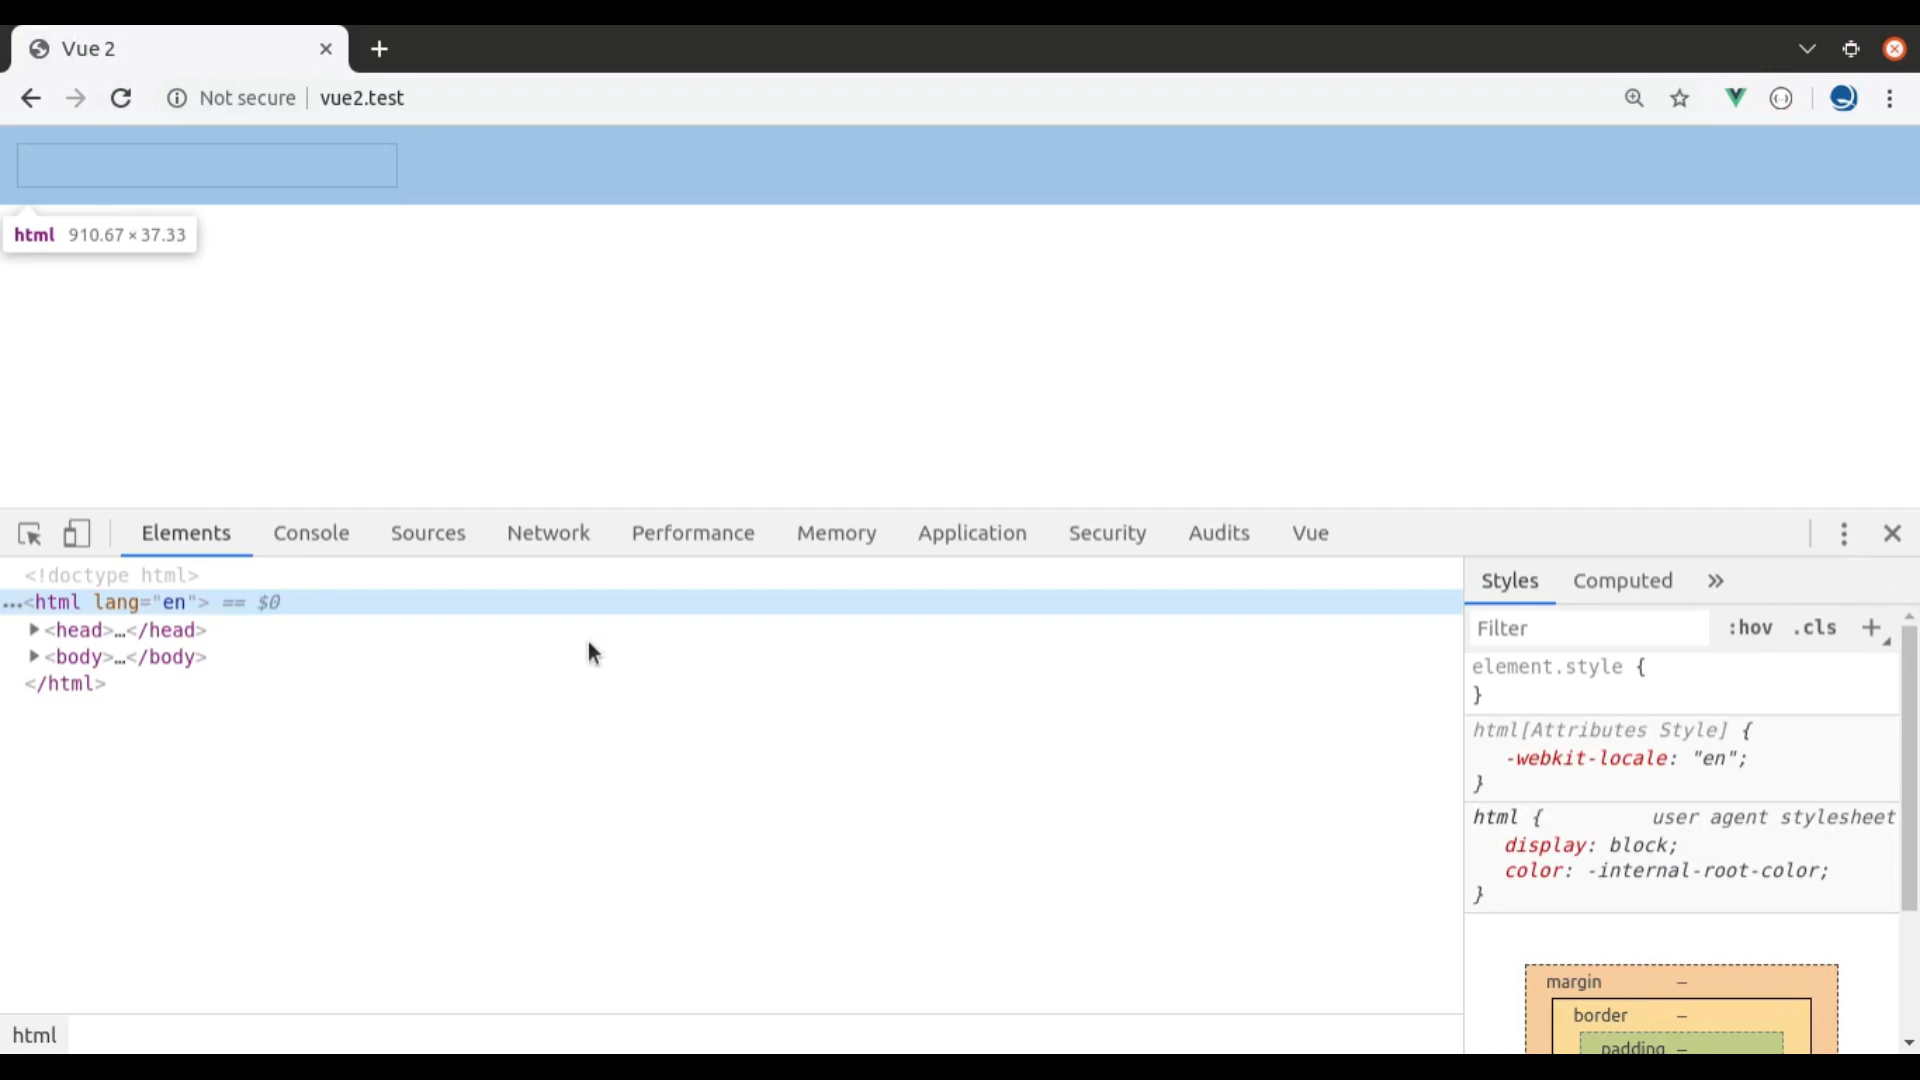 Vue 2
Not secure vue2.test
html 910.67 × 37.33
Elements Console Sources Network Performance Memory Application Security Audits Vue
<!doctype html>
…<html lang="en"> == $0
<head>…</head>
<body>…</body>
</html>
html
Styles Computed »
Filter :hov .cls +
element.style {
}
html[Attributes Style] {
-webkit-locale: "en";
}
html { user agent stylesheet
display: block;
color: -internal-root-color;
}
margin –
border –
padding –